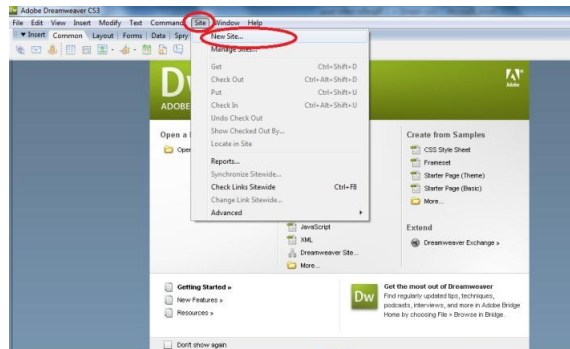 Adobe Dreamweaver CS3
File Edit View Insert Modify Text Commands Site Window Help
▼ Insert Common Layout Forms Data Spry
New Site...
Manage Sites...
Get Ctrl+Shift+D
Check Out Ctrl+Alt+Shift+D
Put Ctrl+Shift+U
Check In Ctrl+Alt+Shift+U
Undo Check Out
Show Checked Out By...
Locate in Site
Reports...
Synchronize Sitewide...
Check Links Sitewide Ctrl+F8
Change Link Sitewide...
Advanced
ADOBE
Adobe
Open a
Open
JavaScript
XML
Dreamweaver Site...
More...
Create from Samples
CSS Style Sheet
Frameset
Starter Page (Theme)
Starter Page (Basic)
More...
Extend
Dreamweaver Exchange »
Getting Started »
New Features »
Resources »
Dw
Get the most out of Dreamweaver
Find regularly updated tips, techniques,
podcasts, interviews, and more in Adobe Bridge
Home by choosing File > Browse in Bridge.
Don't show again